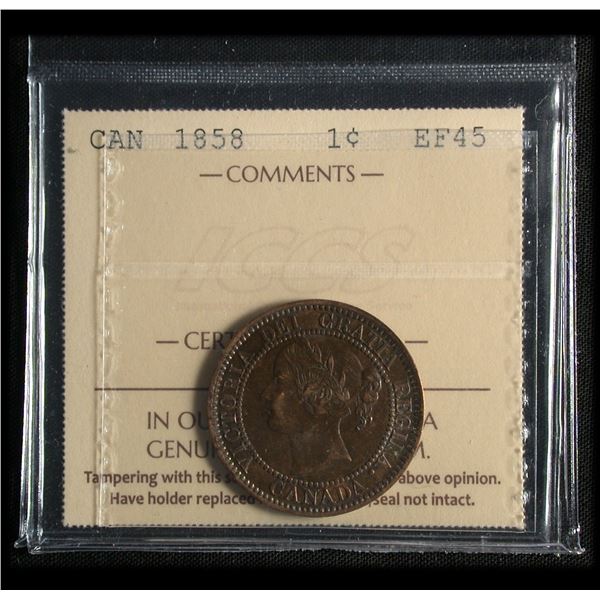 CAN 1858 1¢ EF45
— COMMENTS —
ICCS
— CERT
IN OU A
GENU M.
Tampering with this s above opinion.
Have holder replace seal not intact.
VICTORIA DEI GRATIA REGINA.
CANADA